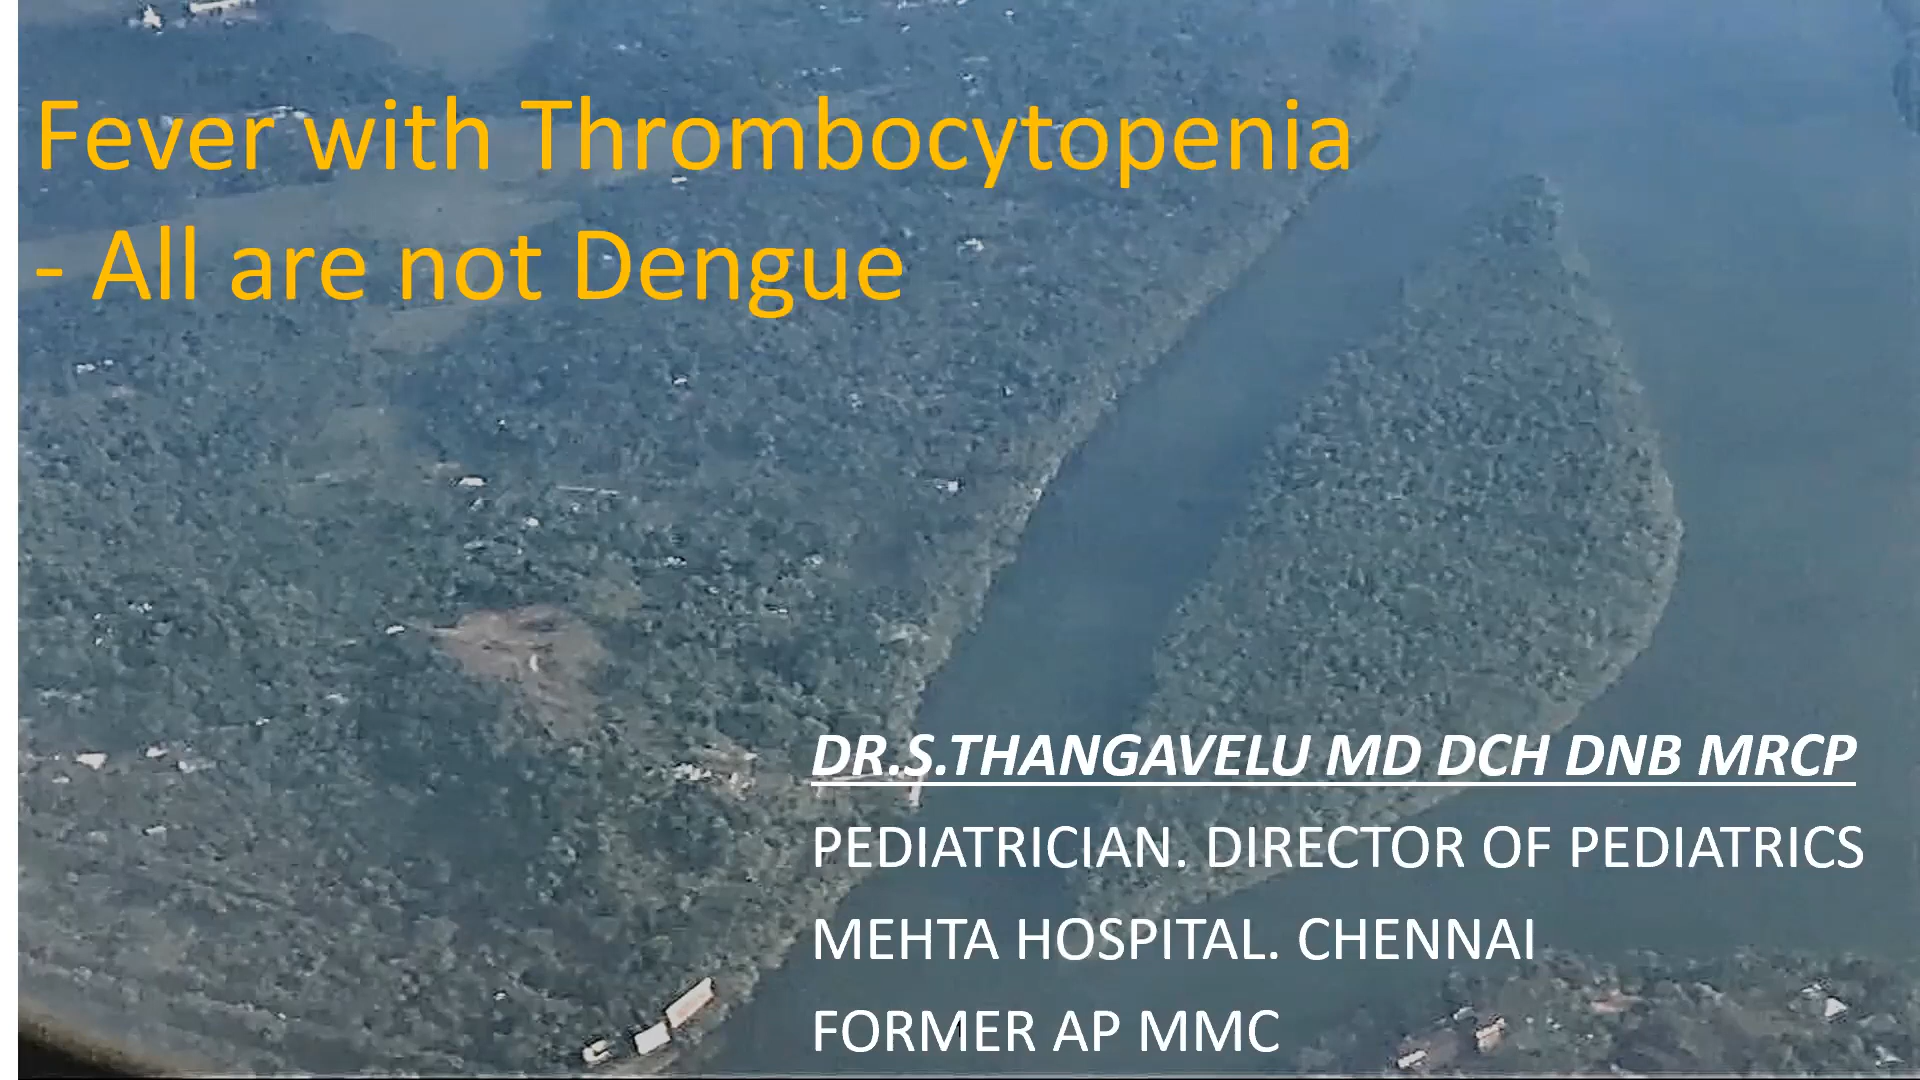 Fever with Thrombocytopenia
- All are not Dengue
DR.S.THANGAVELU MD DCH DNB MRCP
PEDIATRICIAN. DIRECTOR OF PEDIATRICS
MEHTA HOSPITAL. CHENNAI
FORMER AP MMC